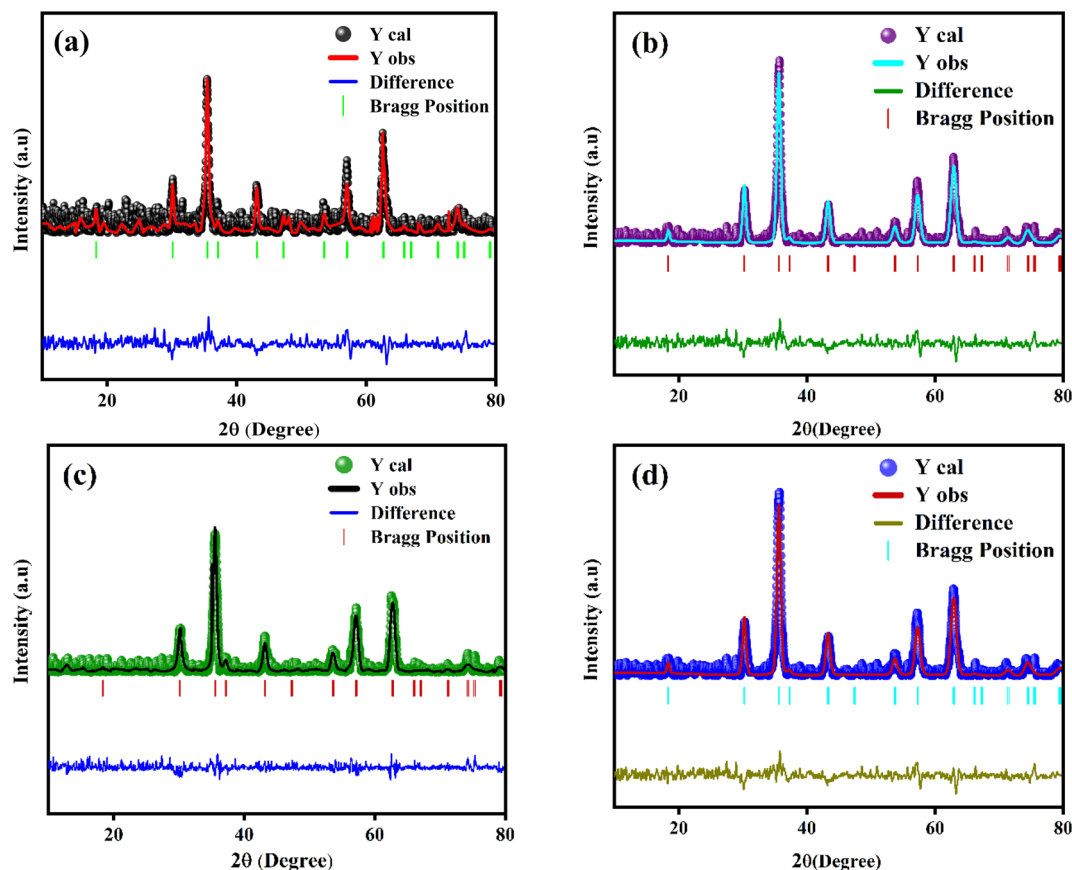 (a)
Y cal
Y obs
Difference
Bragg Position
Intensity (a.u)
20
40
60
80
2θ (Degree)
(b)
Y cal
Y obs
Difference
Bragg Position
Intensity (a.u)
20
40
60
80
2θ(Degree)
(c)
Y cal
Y obs
Difference
Bragg Position
Intensity (a.u)
20
40
60
80
2θ (Degree)
(d)
Y cal
Y obs
Difference
Bragg Position
Intensity (a.u)
20
40
60
80
2θ(Degree)